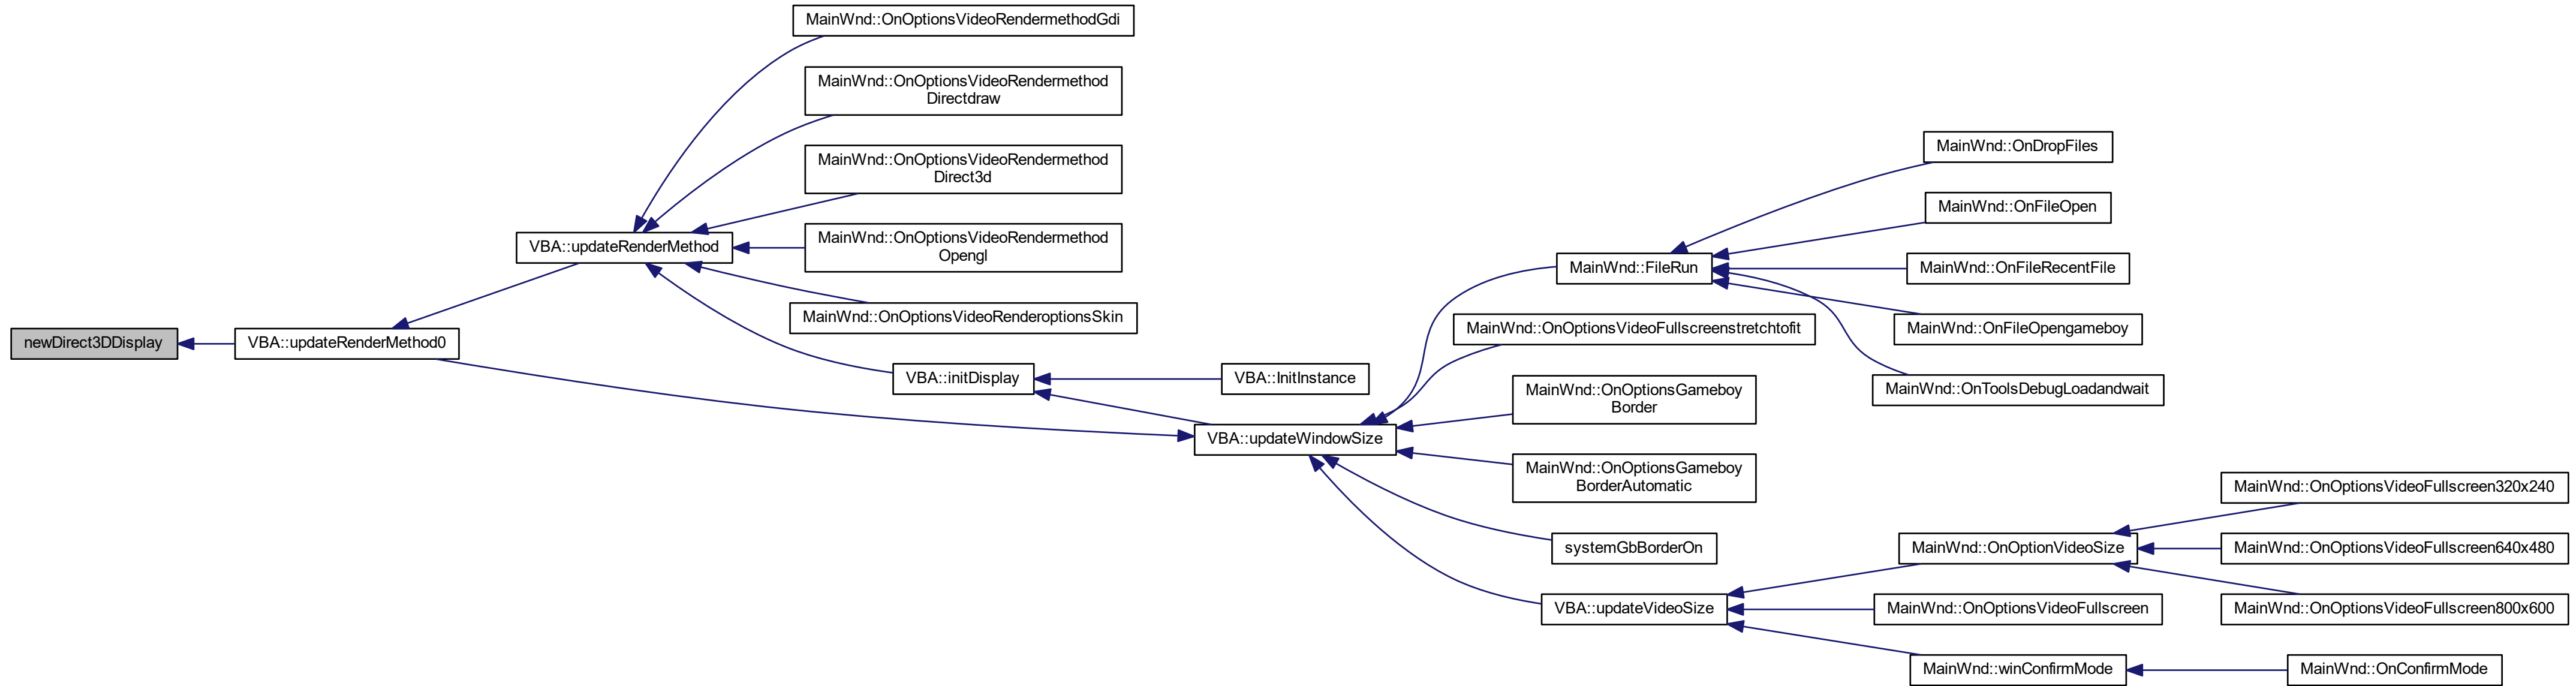 MainWnd::OnOptionsVideoRendermethodGdi
MainWnd::OnOptionsVideoRendermethod
Directdraw
MainWnd::OnOptionsVideoRendermethod
Direct3d
MainWnd::OnOptionsVideoRendermethod
Opengl
MainWnd::OnOptionsVideoRenderoptionsSkin
VBA::updateRenderMethod
newDirect3DDisplay
VBA::updateRenderMethod0
VBA::initDisplay
VBA::InitInstance
VBA::updateWindowSize
MainWnd::FileRun
MainWnd::OnOptionsVideoFullscreenstretchtofit
MainWnd::OnOptionsGameboy
Border
MainWnd::OnOptionsGameboy
BorderAutomatic
systemGbBorderOn
VBA::updateVideoSize
MainWnd::OnDropFiles
MainWnd::OnFileOpen
MainWnd::OnFileRecentFile
MainWnd::OnFileOpengameboy
MainWnd::OnToolsDebugLoadandwait
MainWnd::OnOptionVideoSize
MainWnd::OnOptionsVideoFullscreen
MainWnd::winConfirmMode
MainWnd::OnOptionsVideoFullscreen320x240
MainWnd::OnOptionsVideoFullscreen640x480
MainWnd::OnOptionsVideoFullscreen800x600
MainWnd::OnConfirmMode